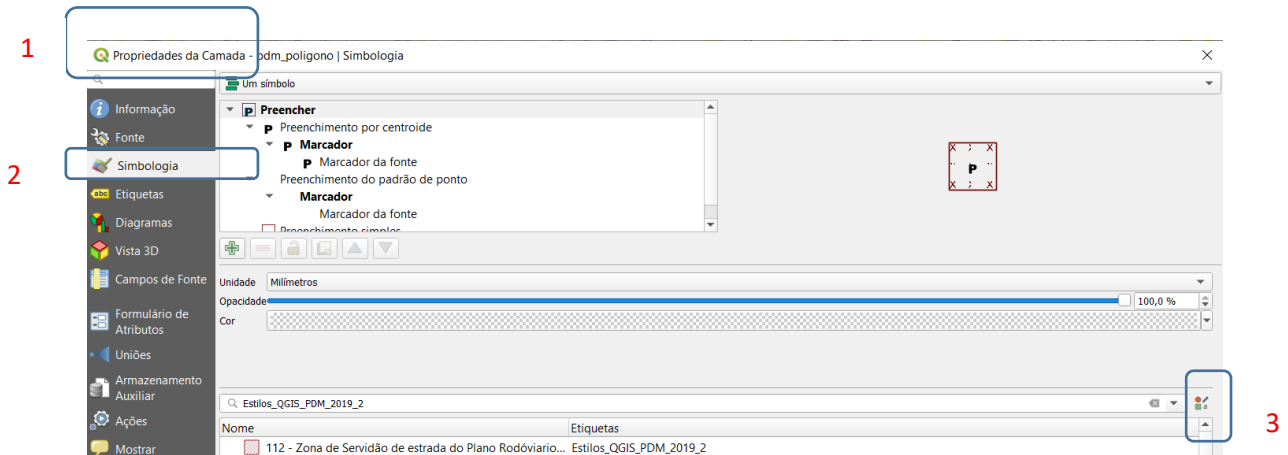 1
Propriedades da Camada - pdm_poligono | Simbologia
Um símbolo
Informação
Fonte
2
Simbologia
abc Etiquetas
Diagramas
Vista 3D
Campos de Fonte
Formulário de
Atributos
Uniões
Armazenamento
Auxiliar
Ações
Mostrar
P Preencher
P Preenchimento por centroide
P Marcador
P Marcador da fonte
Preenchimento do padrão de ponto
Marcador
Marcador da fonte
Preenchimento simples
P
Unidade Milímetros
Opacidade 100,0 %
Cor
Estilos_QGIS_PDM_2019_2
3
Nome Etiquetas
112 - Zona de Servidão de estrada do Plano Rodóviario... Estilos_QGIS_PDM_2019_2